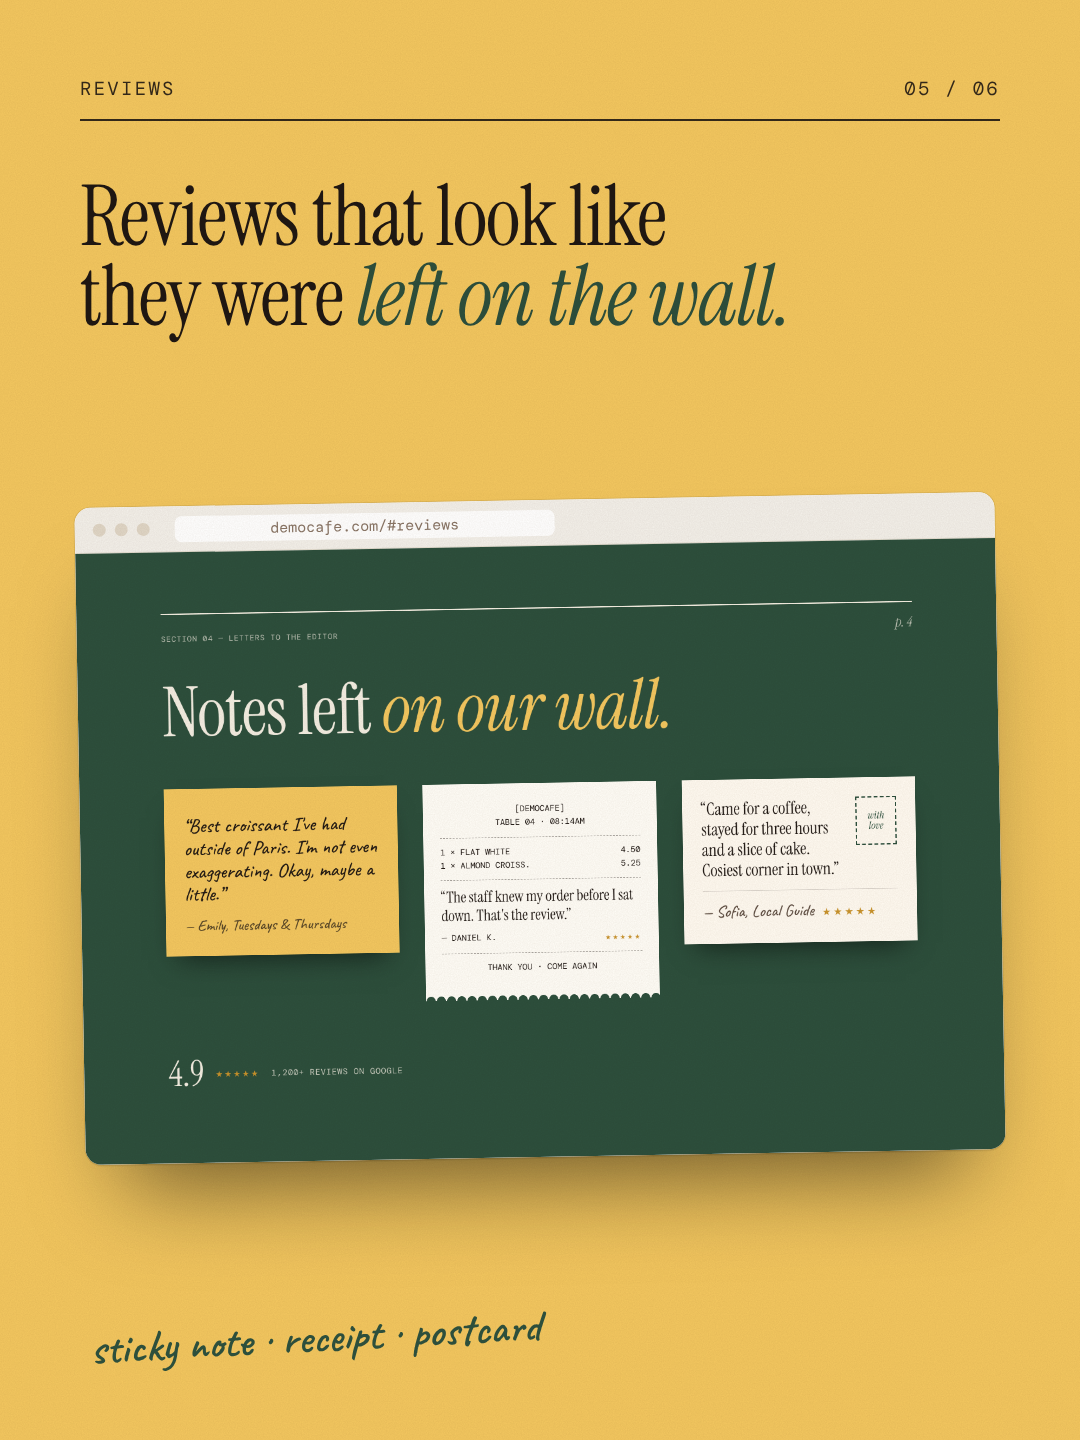 REVIEWS
05 / 06
Reviews that look like
they were left on the wall.
democafe.com/#reviews
SECTION 04 — LETTERS TO THE EDITOR
p. 4
Notes left on our wall.
“Best croissant I’ve had
outside of Paris. I’m not even
exaggerating. Okay, maybe a
little.”
— Emily, Tuesdays & Thursdays
[DEMOCAFE]
TABLE 04 · 08:14AM
1 × FLAT WHITE 4.50
1 × ALMOND CROISS. 5.25
“The staff knew my order before I sat
down. That’s the review.”
— DANIEL K. ★★★★★
THANK YOU · COME AGAIN
“Came for a coffee,
stayed for three hours
and a slice of cake.
Cosiest corner in town.”
with
love
— Sofia, Local Guide ★★★★★
4.9 ★★★★★ 1,200+ REVIEWS ON GOOGLE
sticky note · receipt · postcard